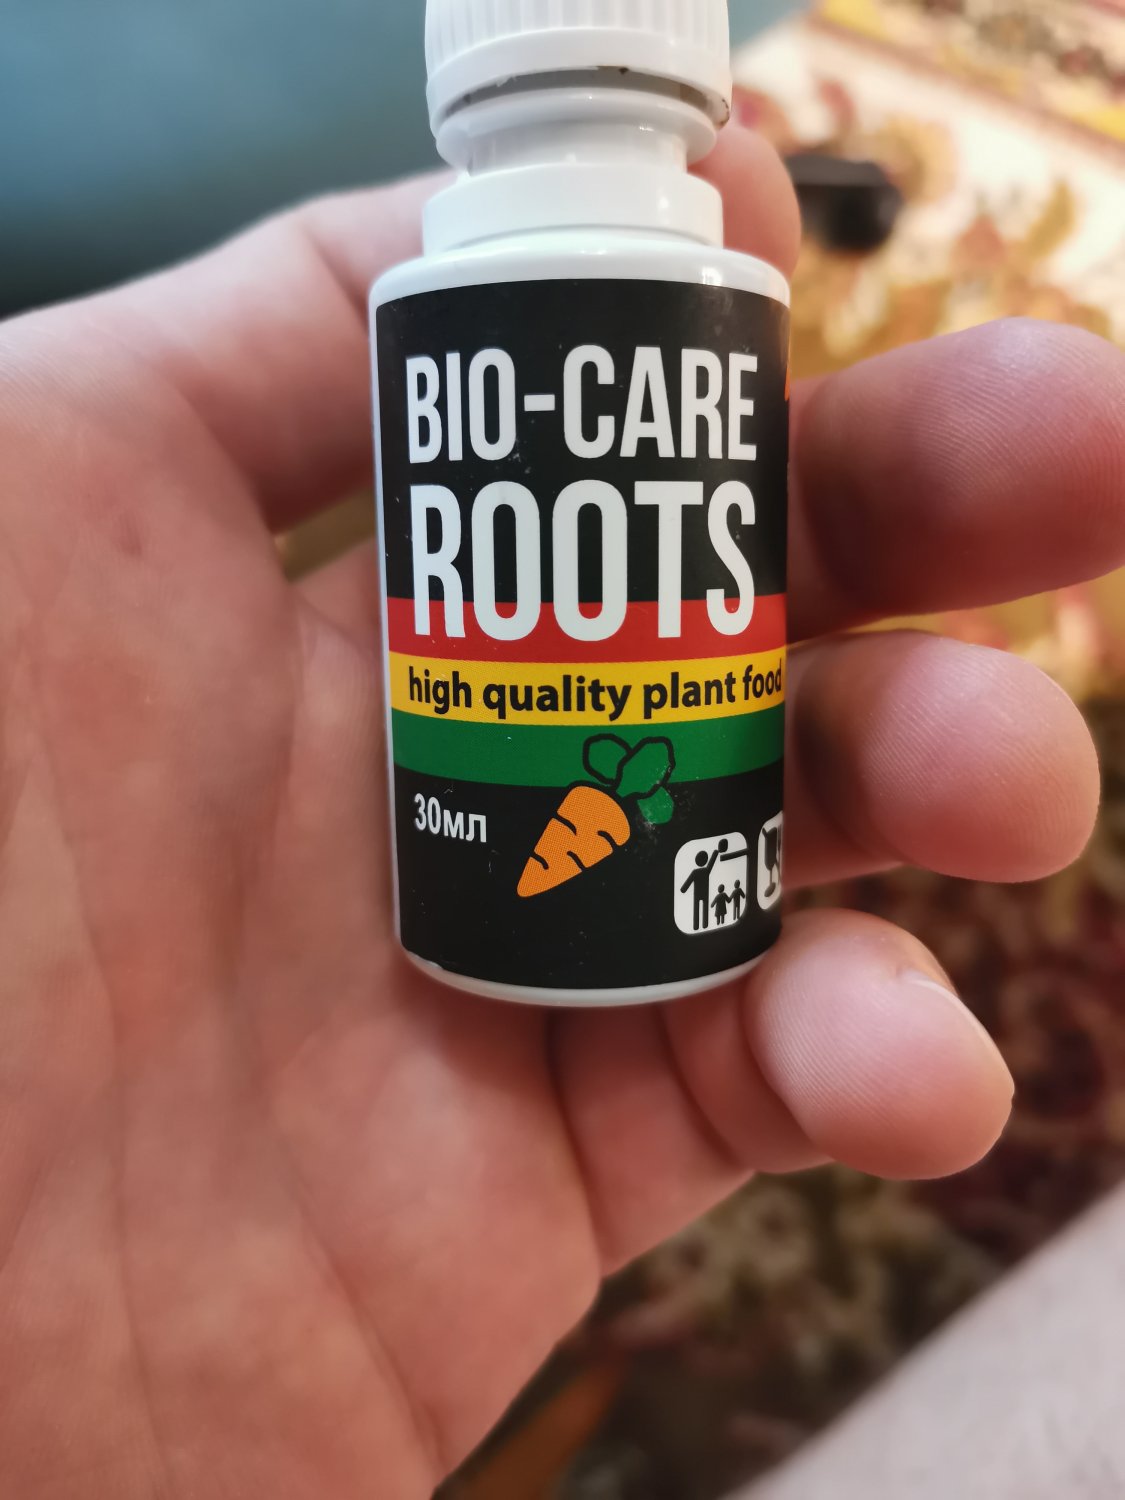 BIO-CARE
ROOTS
high quality plant food
30мл